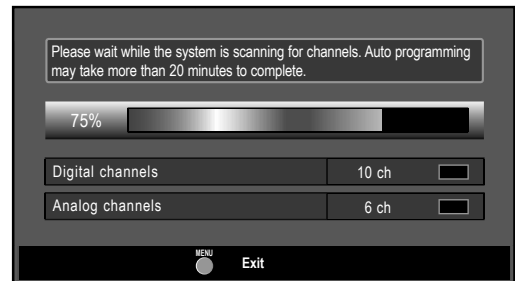 Please wait while the system is scanning for channels. Auto programming
may take more than 20 minutes to complete.
75%
Digital channels 10 ch
Analog channels 6 ch
MENU
Exit